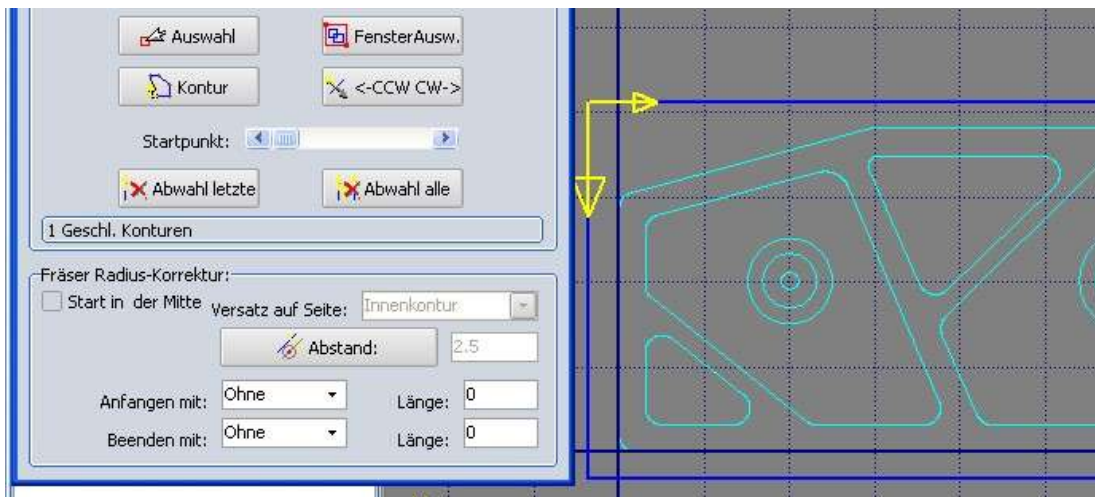 Auswahl FensterAusw.
Kontur <-CCW CW->
Startpunkt:
Abwahl letzte Abwahl alle
1 Geschl. Konturen
Fräser Radius-Korrektur:
Start in der Mitte Versatz auf Seite: Innenkontur
Abstand: 2.5
Anfangen mit: Ohne Länge: 0
Beenden mit: Ohne Länge: 0